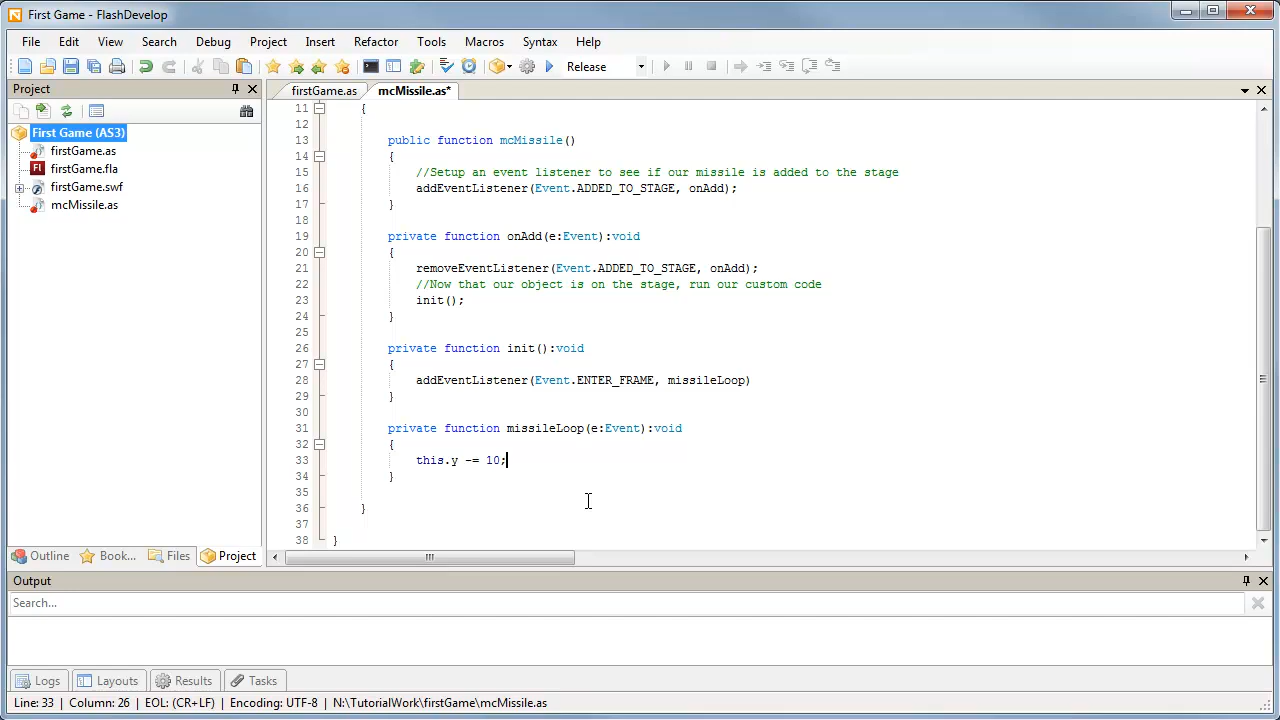 First Game - FlashDevelop
File Edit View Search Debug Project Insert Refactor Tools Macros Syntax Help
Release
Project
firstGame.as mcMissile.as*
First Game (AS3)
firstGame.as
firstGame.fla
firstGame.swf
mcMissile.as
11 {
12
13 public function mcMissile()
14 {
15 //Setup an event listener to see if our missile is added to the stage
16 addEventListener(Event.ADDED_TO_STAGE, onAdd);
17 }
18
19 private function onAdd(e:Event):void
20 {
21 removeEventListener(Event.ADDED_TO_STAGE, onAdd);
22 //Now that our object is on the stage, run our custom code
23 init();
24 }
25
26 private function init():void
27 {
28 addEventListener(Event.ENTER_FRAME, missileLoop)
29 }
30
31 private function missileLoop(e:Event):void
32 {
33 this.y -= 10;
34 }
35
36 }
37
38 }
Outline Book... Files Project
Output
Search...
Logs Layouts Results Tasks
Line: 33 | Column: 26 | EOL: (CR+LF) | Encoding: UTF-8 | N:\TutorialWork\firstGame\mcMissile.as